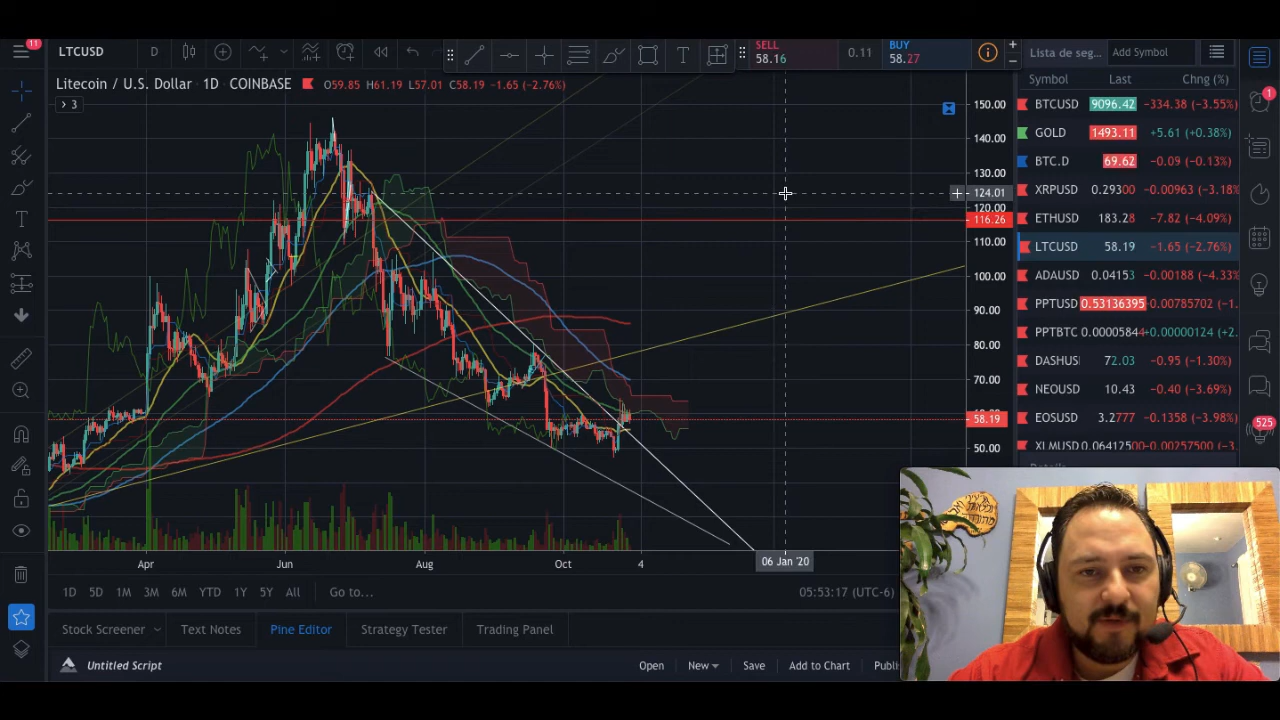 11
LTCUSD
D
SELL
58.16
0.11
BUY
58.27
Lista de seg...
Add Symbol
Litecoin / U.S. Dollar · 1D · COINBASE
O59.85 H61.19 L57.01 C58.19 -1.65 (-2.76%)
3
Symbol
Last
Chng (%)
BTCUSD 9096.42 -334.38 (-3.55%)
GOLD 1493.11 +5.61 (+0.38%)
BTC.D 69.62 -0.09 (-0.13%)
XRPUSD 0.29300 -0.00963 (-3.18%
ETHUSD 183.28 -7.82 (-4.09%)
LTCUSD 58.19 -1.65 (-2.76%)
ADAUSD 0.04153 -0.00188 (-4.33%
PPTUSD 0.53136395 -0.00785702 (-1.
PPTBTC 0.00005844 +0.00000124 (+2.
DASHUS 72.03 -0.95 (-1.30%)
NEOUSD 10.43 -0.40 (-3.69%)
EOSUSD 3.2777 -0.1358 (-3.98%)
XLMUSD 0.064125 00-0.00257500 (-3.
150.00
140.00
130.00
124.01
120.00
116.26
110.00
100.00
90.00
80.00
70.00
58.19
50.00
1
525
Apr
Jun
Aug
Oct
4
06 Jan '20
1D 5D 1M 3M 6M YTD 1Y 5Y All Go to...
05:53:17 (UTC-6)
Stock Screener
Text Notes
Pine Editor
Strategy Tester
Trading Panel
Untitled Script
Open
New
Save
Add to Chart
Publi